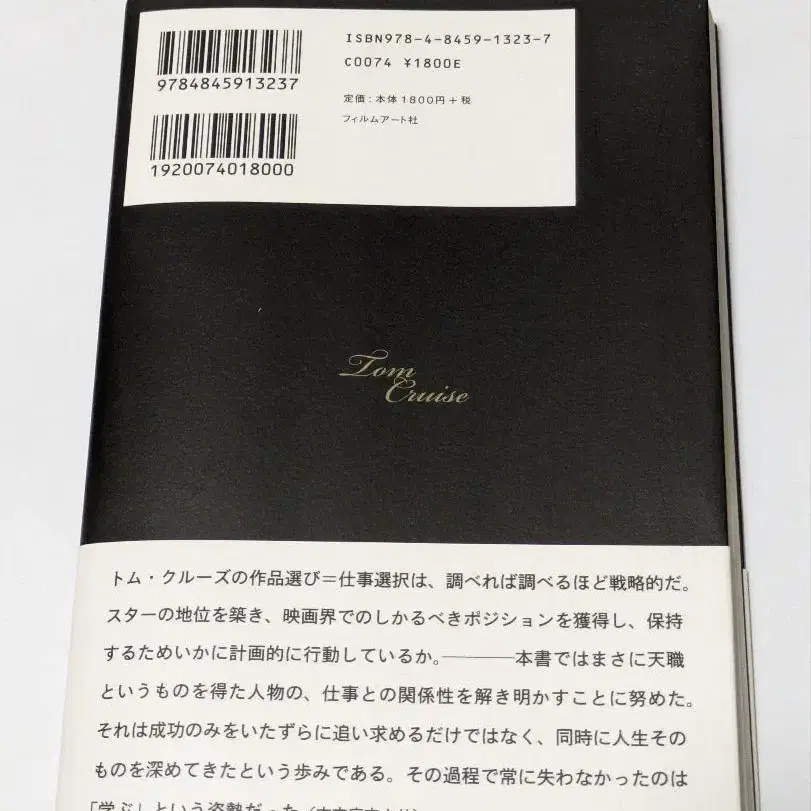 ISBN978-4-8459-1323-7
C0074 ¥1800E
9784845913237
定価:本体1800円+税
フィルムアート社
1920074018000
Tom
Cruise
トム・クルーズの作品選び=仕事選択は、調べれば調べるほど戦略的だ。
スターの地位を築き、映画界でのしかるべきポジションを獲得し、保持
するためいかに計画的に行動しているか。――――本書ではまさに天職
というものを得た人物の、仕事との関係性を解き明かすことに努めた。
それは成功のみをいたずらに追い求めるだけではなく、同時に人生その
ものを深めてきたという歩みである。その過程で常に失わなかったのは
「学ぶ」という姿勢だった